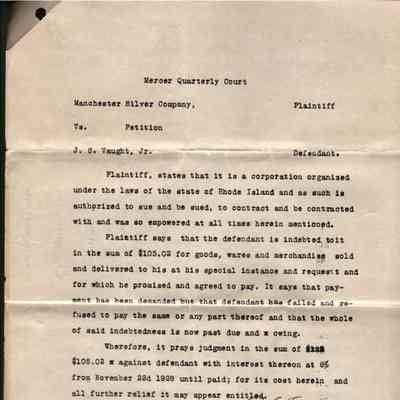 Mercer Quarterly Court
Manchester Silver Company, Plaintiff
Vs. Petition
J. S. Vaught, Jr. Defendant.
Plaintiff, states that it is a corporation organized
under the laws of the state of Rhode Island and as such is
authorized to sue and be sued, to contract and be contracted
with and was so empowered at all times herein mentioned.
Plaintiff says that the defendant is indebted toit
in the sum of $105.02 for goods, wares and merchandise sold
and delivered to his at his special instance and request and
for which he promised and agreed to pay. It says that pay-
ment has been demanded but that defendant has failed and re-
fused to pay the same or any part thereof and that the whole
of said indebtedness is now past due and x owing.
Wherefore, it prays judgment in the sum of
$105.02 x against defendant with interest thereon at 6%
from November 22d 1928 until paid; for its cost herein and
all further relief it may appear entitled.